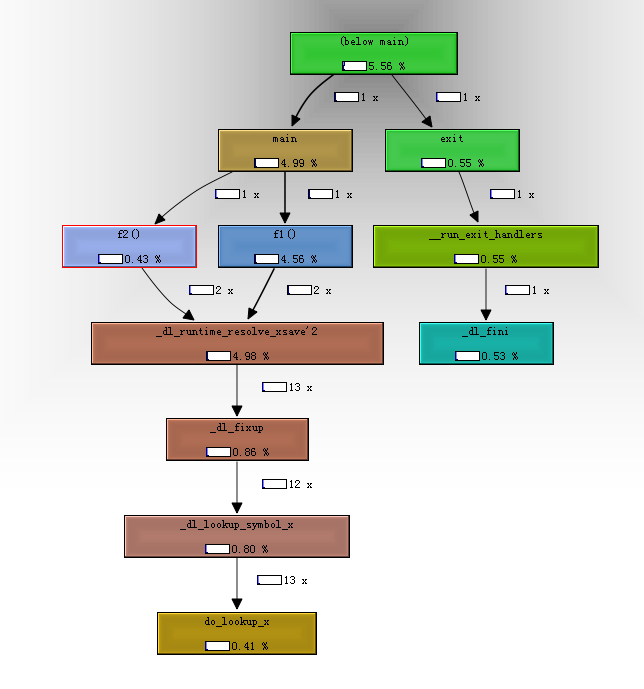 (below main)
5.56 %
1 x
1 x
main
4.99 %
exit
0.55 %
1 x
1 x
1 x
f2()
0.43 %
f1()
4.56 %
__run_exit_handlers
0.55 %
2 x
2 x
1 x
_dl_runtime_resolve_xsave'2
4.98 %
_dl_fini
0.53 %
13 x
_dl_fixup
0.86 %
12 x
_dl_lookup_symbol_x
0.80 %
13 x
do_lookup_x
0.41 %